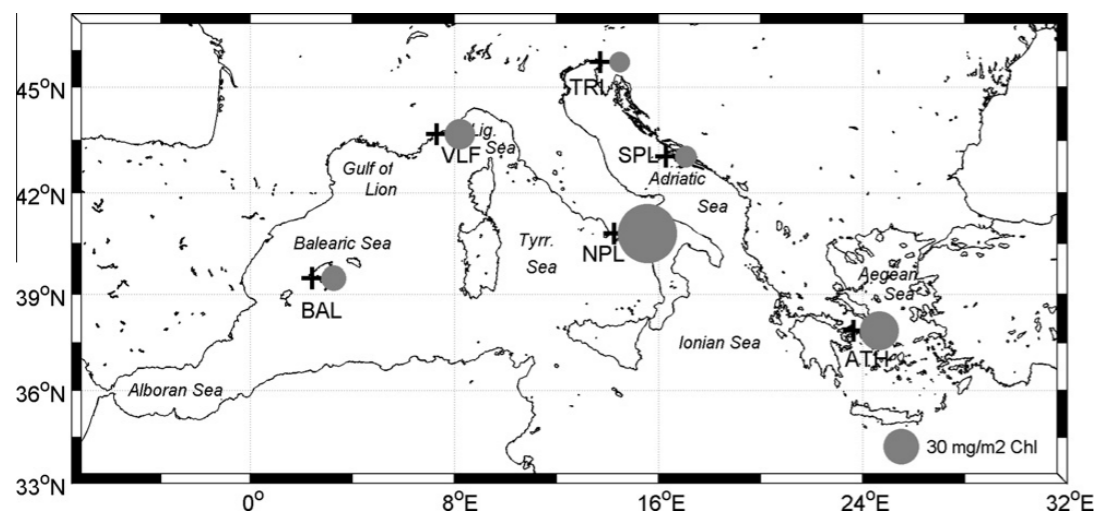 45°N
42°N
39°N
36°N
33°N
TRI
Lig.
Sea
VLF
Gulf of
Lion
SPL
Adriatic
Sea
Balearic Sea
Tyrr.
Sea
NPL
Aegean
Sea
BAL
Ionian Sea
ATH
Alboran Sea
30 mg/m2 Chl
0°
8°E
16°E
24°E
32°E